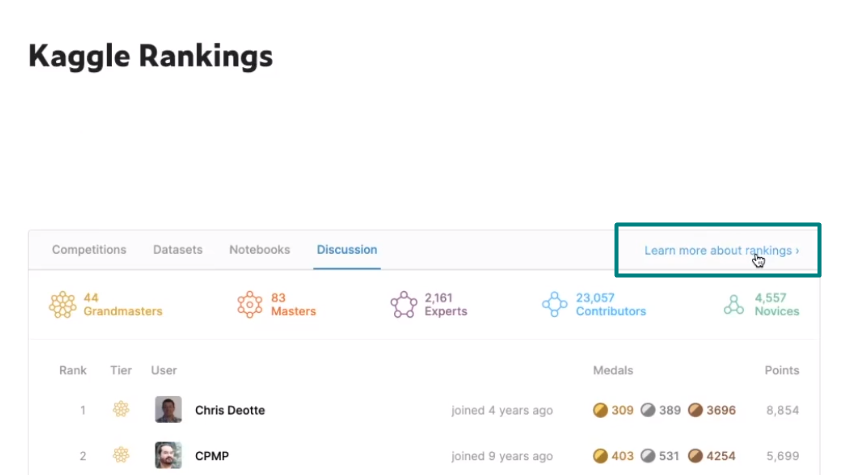 Kaggle Rankings
Competitions Datasets Notebooks Discussion Learn more about rankings ›
44 83 2,161 23,057 4,557
Grandmasters Masters Experts Contributors Novices
Rank Tier User Medals Points
1 Chris Deotte joined 4 years ago 309 389 3696 8,854
2 CPMP joined 9 years ago 403 531 4254 5,699